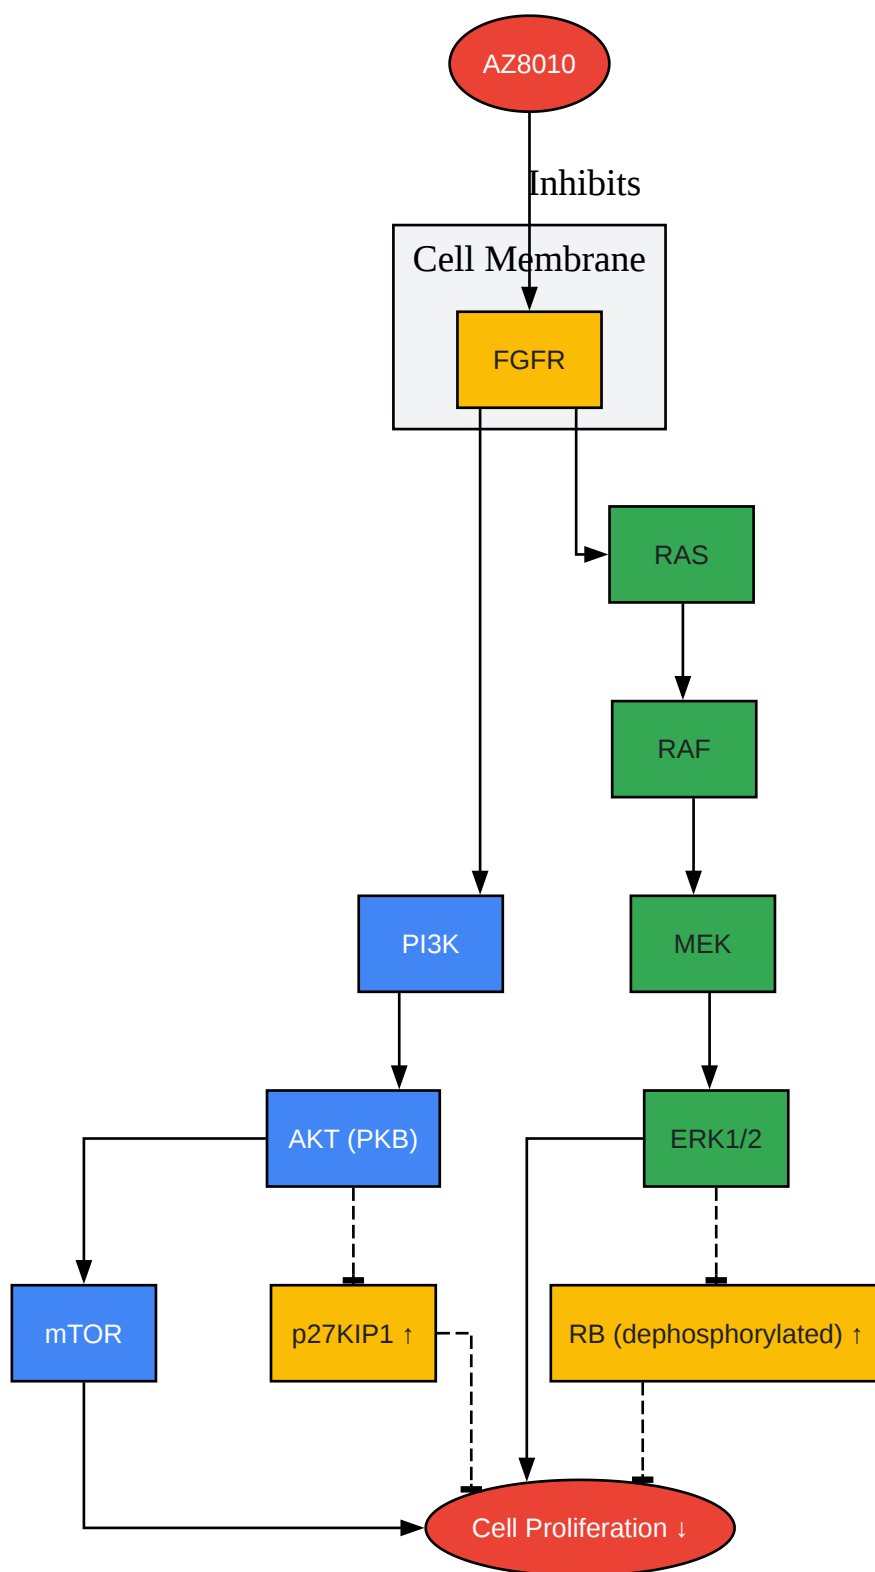 AZ8010
Inhibits
Cell Membrane
FGFR
RAS
RAF
PI3K
MEK
AKT (PKB)
ERK1/2
mTOR
p27KIP1 ↑
RB (dephosphorylated) ↑
Cell Proliferation ↓